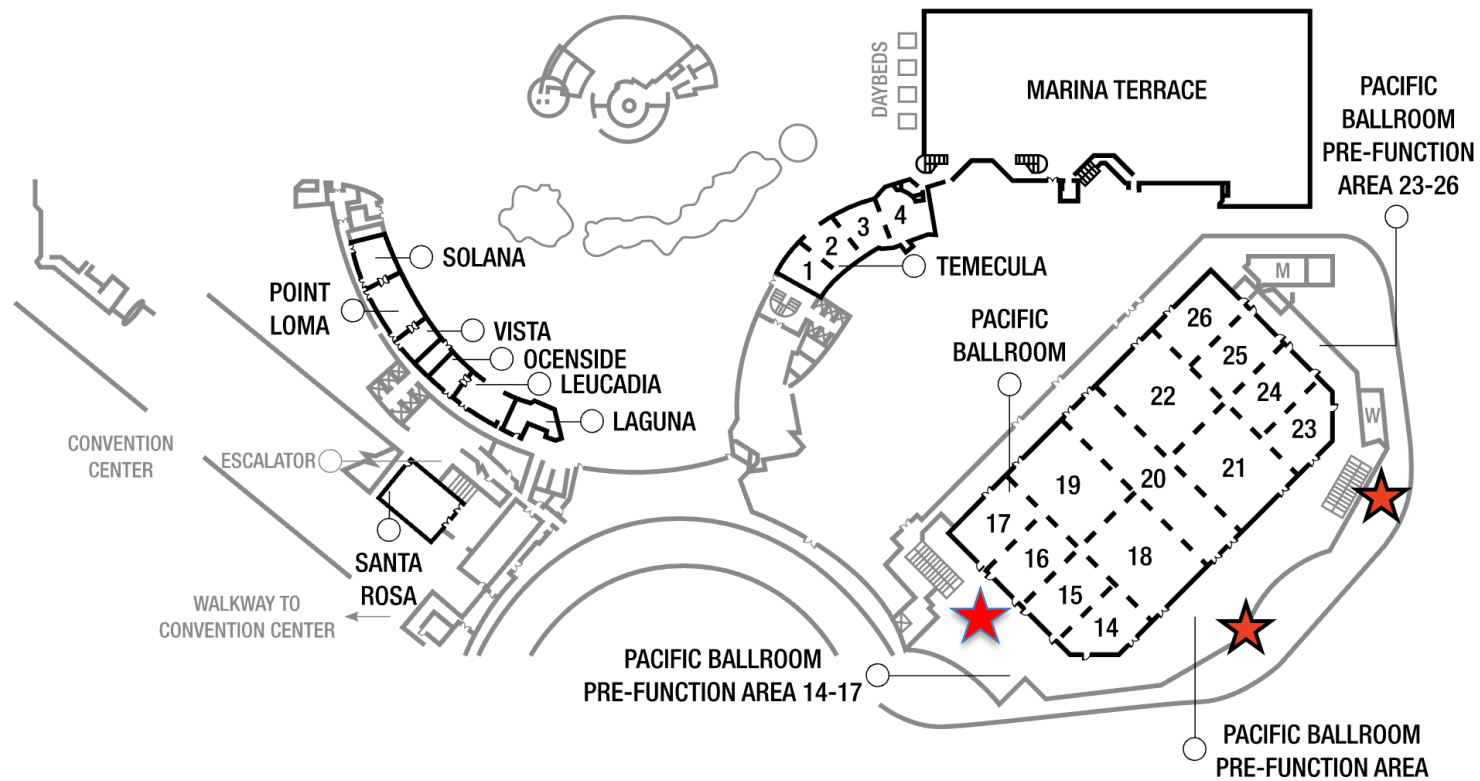 DAYBEDS
MARINA TERRACE
PACIFIC
BALLROOM
PRE-FUNCTION
AREA 23-26
SOLANA
POINT
LOMA
VISTA
OCENSIDE
LEUCADIA
LAGUNA
1
2
3
4
TEMECULA
M
PACIFIC
BALLROOM
26
25
24
23
22
21
20
19
18
17
16
15
14
W
CONVENTION
CENTER
ESCALATOR
SANTA
ROSA
WALKWAY TO
CONVENTION CENTER
PACIFIC BALLROOM
PRE-FUNCTION AREA 14-17
PACIFIC BALLROOM
PRE-FUNCTION AREA